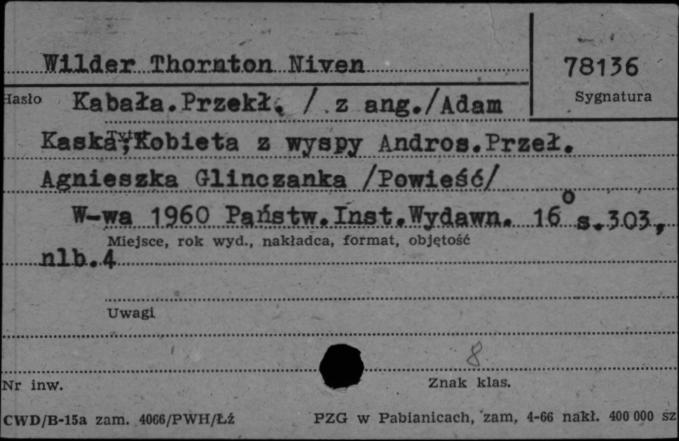 Wilder Thornton Niven
78136
Hasło
Sygnatura
Kabała.Przekł. / z ang./Adam
Kaska;Kobieta z wyspy Andros.Przeł.
Agnieszka Glinczanka /Powieść/
W-wa 1960 Państw.Inst.Wydawn. 16⁰ s.303,
Miejsce, rok wyd., nakładca, format, objętość
nlb.4
Uwagi
8
Nr inw.
Znak klas.
CWD/B-15a zam. 4066/PWH/Łź
PZG w Pabianicach, zam, 4-66 nakł. 400 000 sz